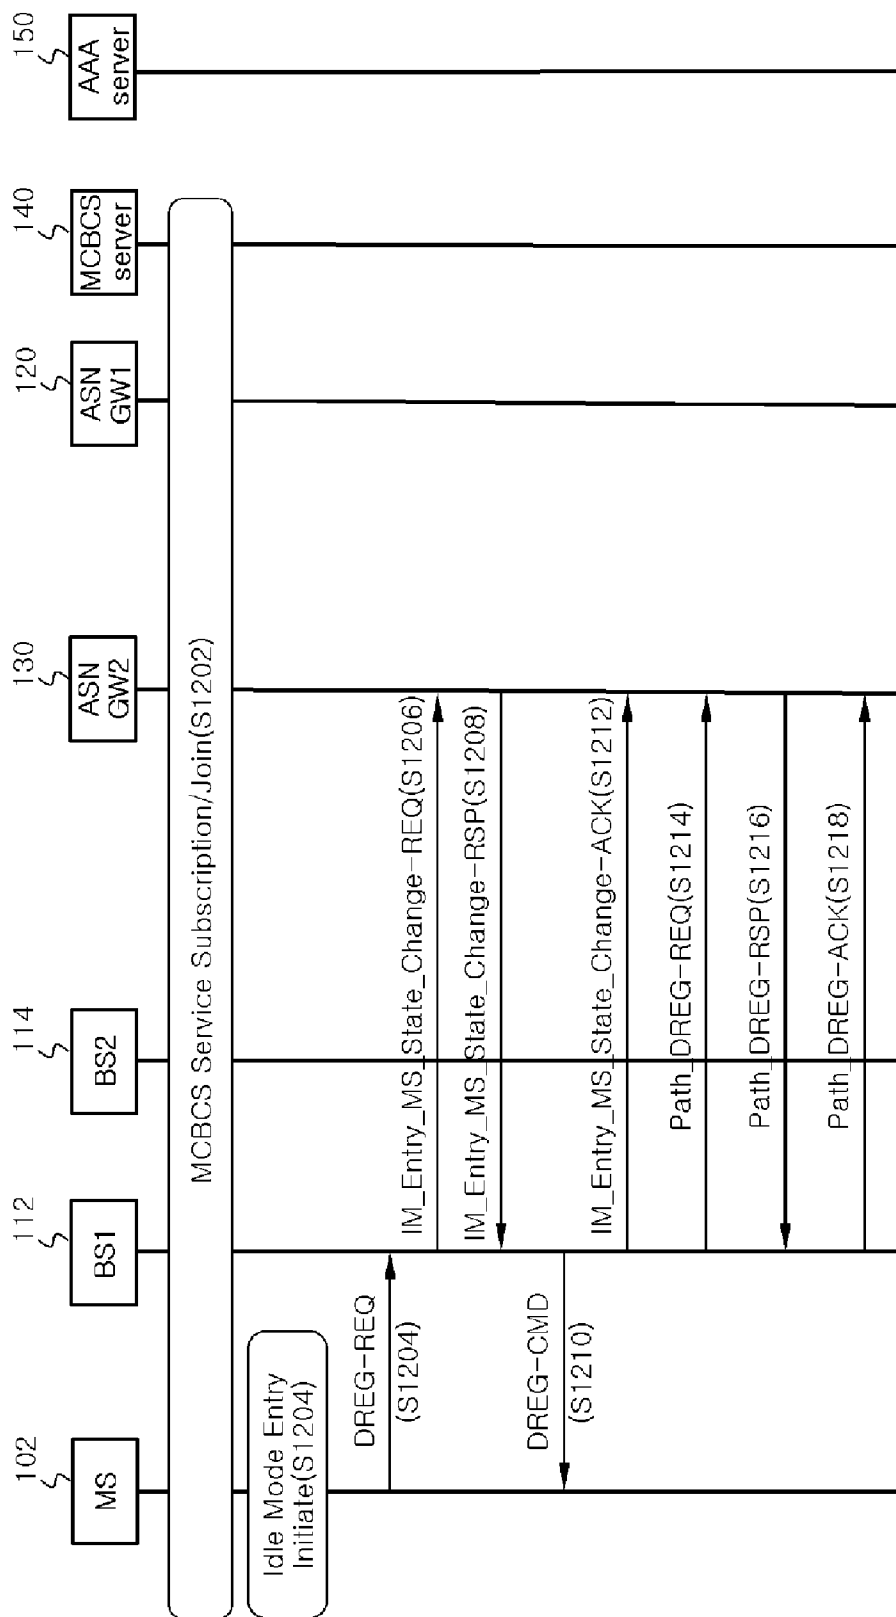 102
112
114
130
120
140
150
MS
BS1
BS2
ASN
GW2
ASN
GW1
MCBCS
server
AAA
server
MCBCS Service Subscription/Join(S1202)
Idle Mode Entry
Initiate(S1204)
DREG-REQ
(S1204)
IM_Entry_MS_State_Change-REQ(S1206)
IM_Entry_MS_State_Change-RSP(S1208)
DREG-CMD
(S1210)
IM_Entry_MS_State_Change-ACK(S1212)
Path_DREG-REQ(S1214)
Path_DREG-RSP(S1216)
Path_DREG-ACK(S1218)